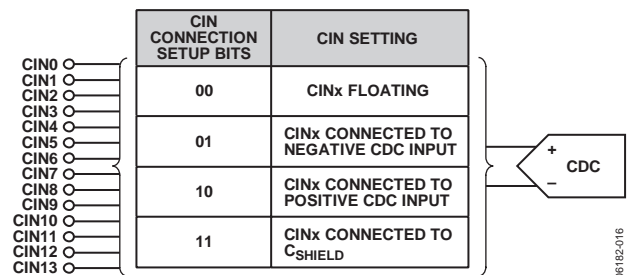 CIN
CONNECTION
SETUP BITS
CIN SETTING
CIN0
CIN1
CIN2
CIN3
CIN4
CIN5
CIN6
CIN7
CIN8
CIN9
CIN10
CIN11
CIN12
CIN13
00
CINx FLOATING
01
CINx CONNECTED TO
NEGATIVE CDC INPUT
10
CINx CONNECTED TO
POSITIVE CDC INPUT
11
CINx CONNECTED TO
CSHIELD
+
–
CDC
06182-016